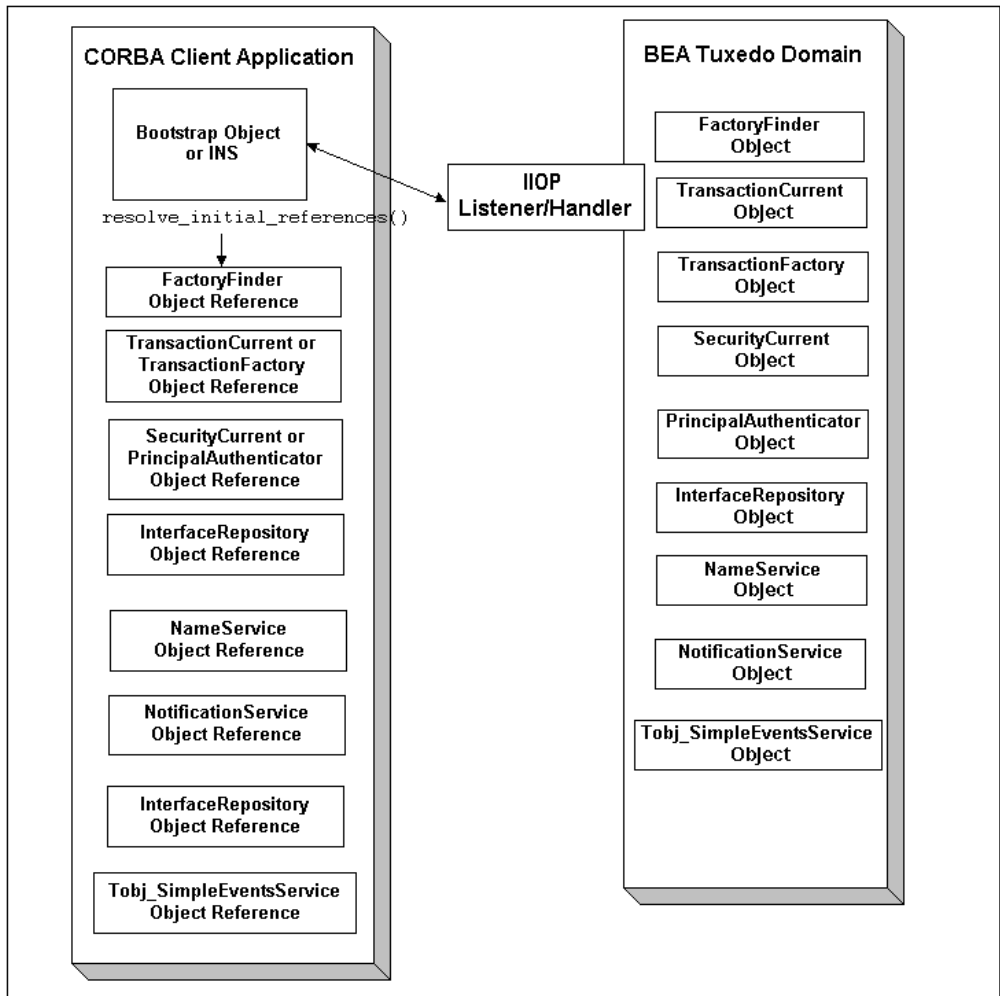 CORBA Client Application
Bootstrap Object
or INS
resolve_initial_references()
FactoryFinder
Object Reference
TransactionCurrent or
TransactionFactory
Object Reference
SecurityCurrent or
PrincipalAuthenticator
Object Reference
InterfaceRepository
Object Reference
NameService
Object Reference
NotificationService
Object Reference
InterfaceRepository
Object Reference
Tobj_SimpleEventsService
Object Reference
IIOP
Listener/Handler
BEA Tuxedo Domain
FactoryFinder
Object
TransactionCurrent
Object
TransactionFactory
Object
SecurityCurrent
Object
PrincipalAuthenticator
Object
InterfaceRepository
Object
NameService
Object
NotificationService
Object
Tobj_SimpleEventsService
Object